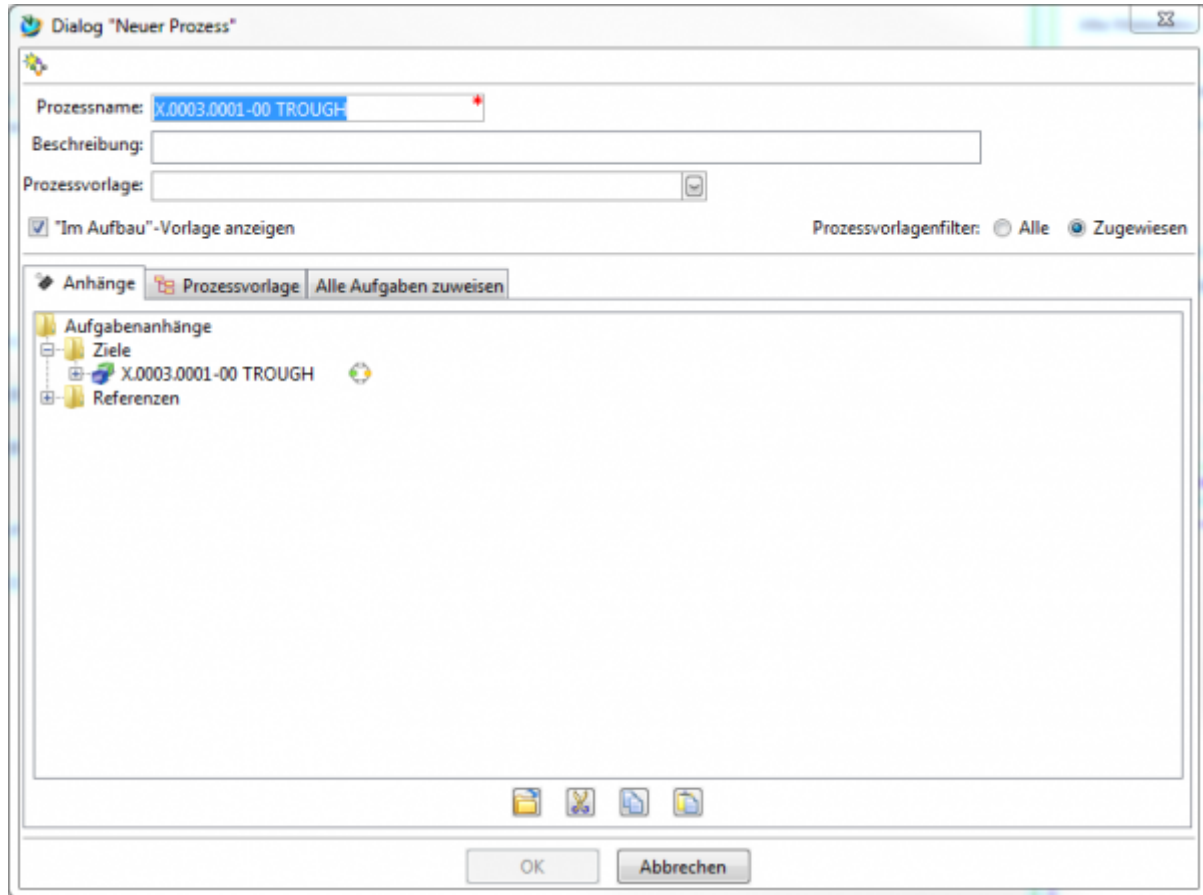 Dialog "Neuer Prozess"
Prozessname: X.0003.0001-00 TROUGH *
Beschreibung:
Prozessvorlage:
"Im Aufbau"-Vorlage anzeigen Prozessvorlagenfilter: Alle Zugewiesen
Anhänge Prozessvorlage Alle Aufgaben zuweisen
Aufgabenanhänge
Ziele
X.0003.0001-00 TROUGH
Referenzen
OK Abbrechen